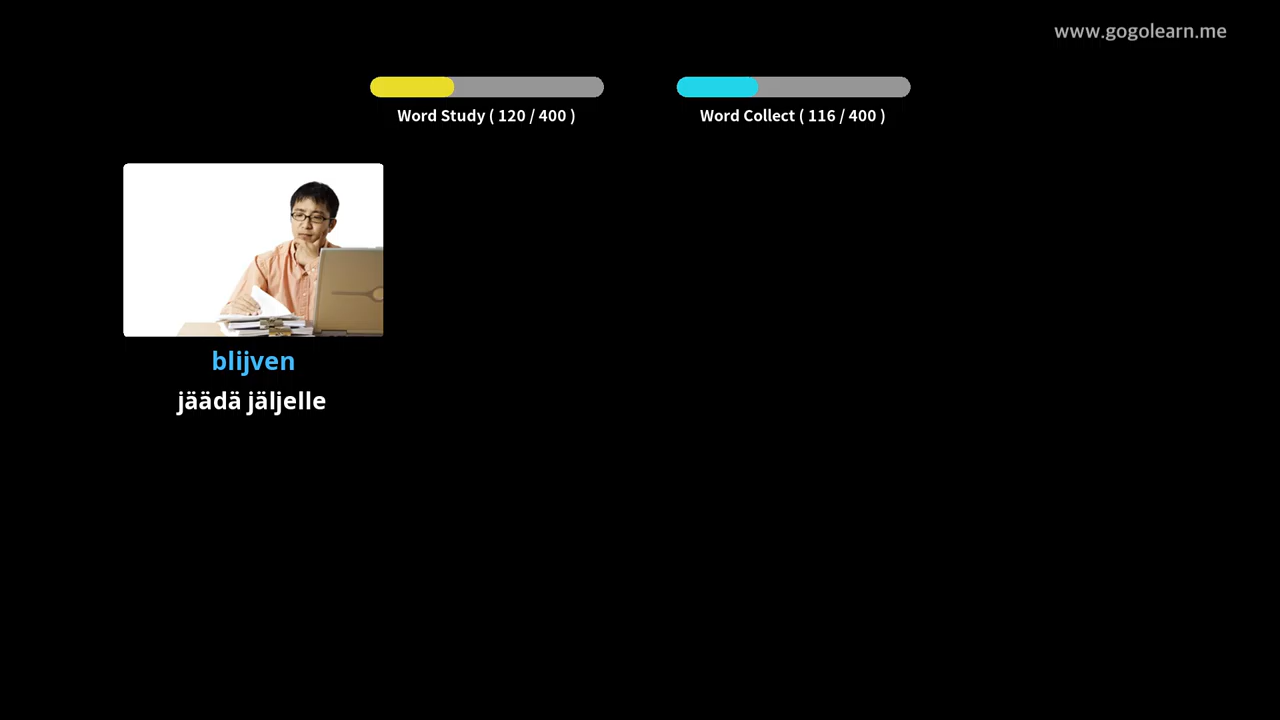 www.gogolearn.me
Word Study ( 120 / 400 )
Word Collect ( 116 / 400 )
blijven
jäädä jäljelle